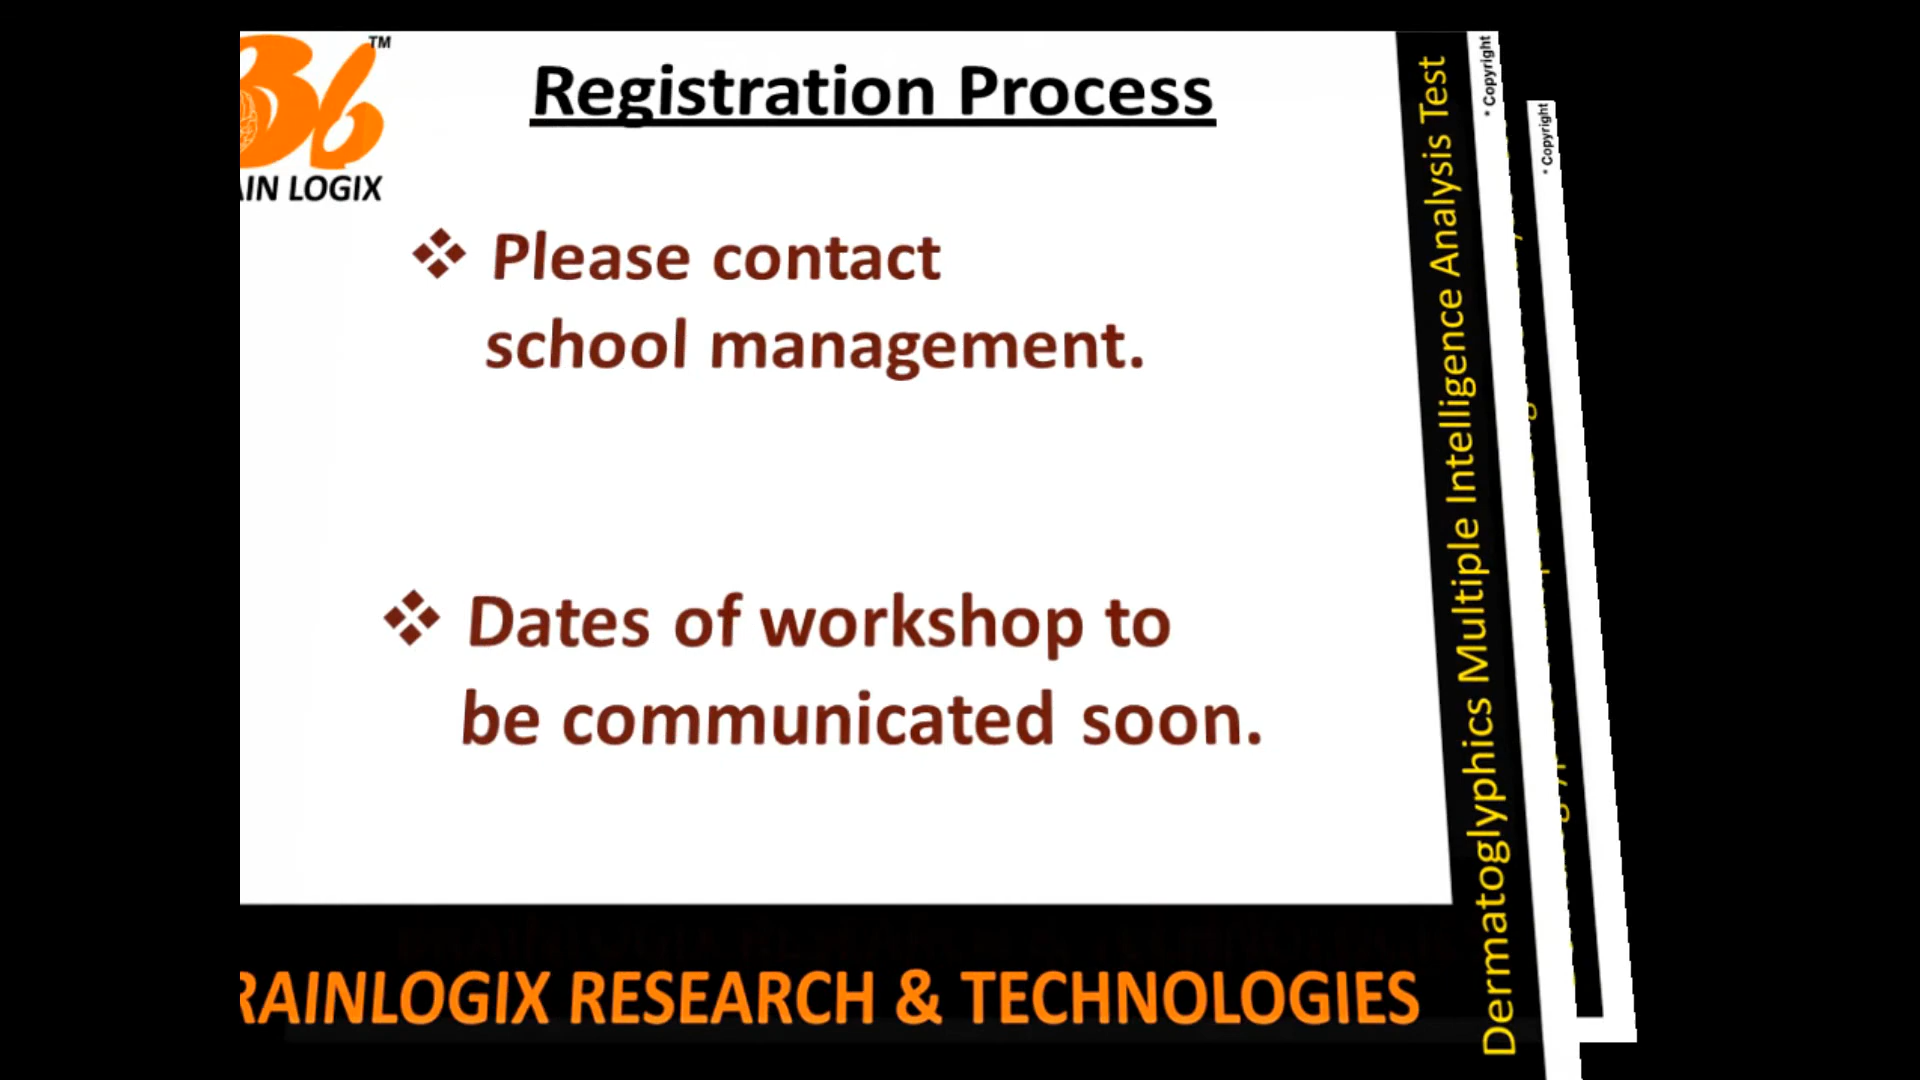 TM
AIN LOGIX
Registration Process
❖ Please contact
school management.
❖ Dates of workshop to
be communicated soon.
RAINLOGIX RESEARCH & TECHNOLOGIES
Dermatoglyphics Multiple Intelligence Analysis Test
* Copyright
* Copyright